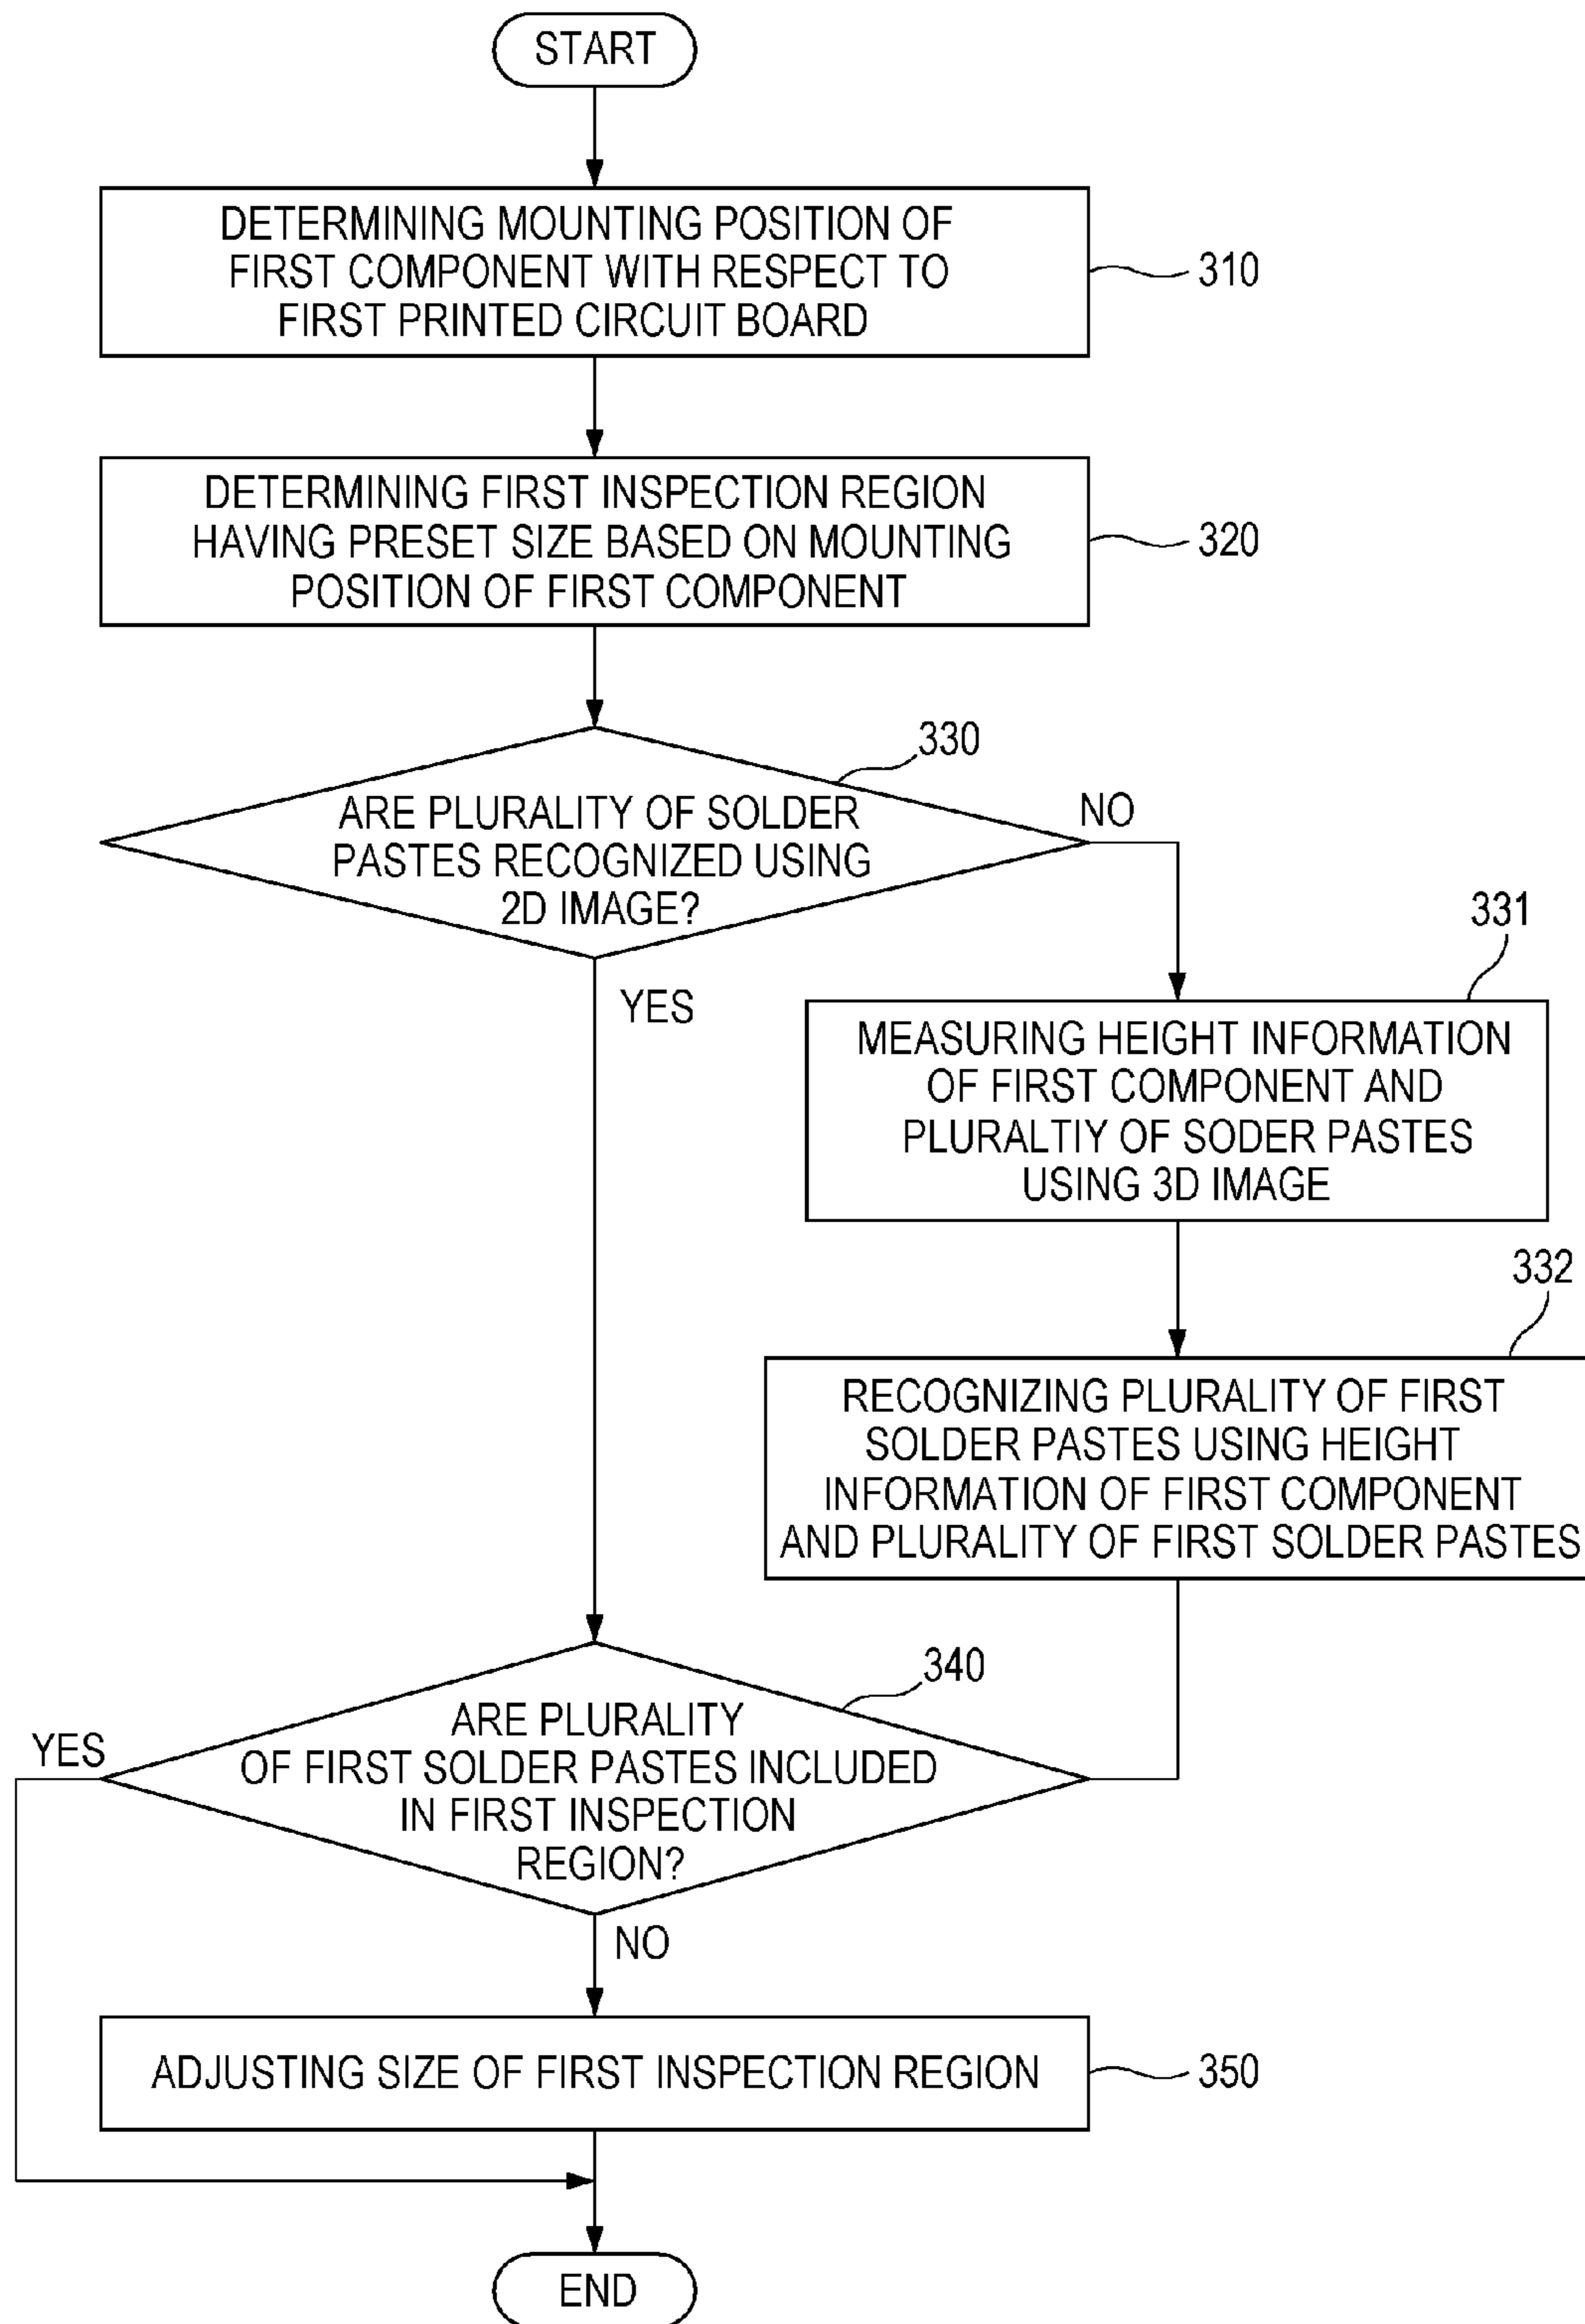 START
DETERMINING MOUNTING POSITION OF
FIRST COMPONENT WITH RESPECT TO
FIRST PRINTED CIRCUIT BOARD
310
DETERMINING FIRST INSPECTION REGION
HAVING PRESET SIZE BASED ON MOUNTING
POSITION OF FIRST COMPONENT
320
330
ARE PLURALITY OF SOLDER
PASTES RECOGNIZED USING
2D IMAGE?
NO
YES
331
MEASURING HEIGHT INFORMATION
OF FIRST COMPONENT AND
PLURALTIY OF SODER PASTES
USING 3D IMAGE
332
RECOGNIZING PLURALITY OF FIRST
SOLDER PASTES USING HEIGHT
INFORMATION OF FIRST COMPONENT
AND PLURALITY OF FIRST SOLDER PASTES
340
ARE PLURALITY
OF FIRST SOLDER PASTES INCLUDED
IN FIRST INSPECTION
REGION?
YES
NO
ADJUSTING SIZE OF FIRST INSPECTION REGION
350
END